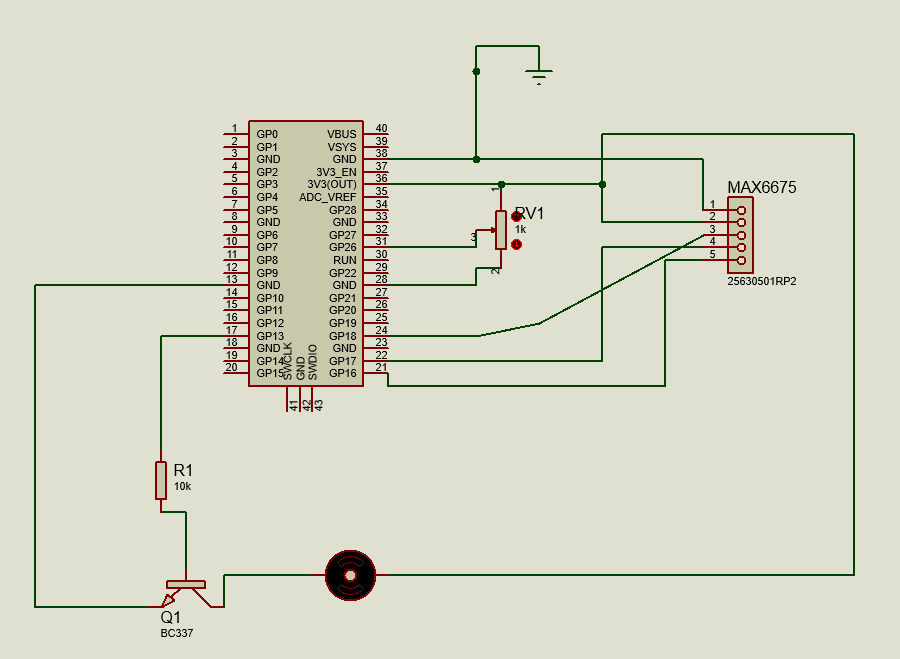 1 GP0 VBUS 40
2 GP1 VSYS 39
3 GND GND 38
4 GP2 3V3_EN 37
5 GP3 3V3(OUT) 36
6 GP4 ADC_VREF 35
7 GP5 GP28 34
8 GND GND 33
9 GP6 GP27 32
10 GP7 GP26 31
11 GP8 RUN 30
12 GP9 GP22 29
13 GND GND 28
14 GP10 GP21 27
15 GP11 GP20 26
16 GP12 GP19 25
17 GP13 GP18 24
18 GND GND 23
19 GP14 GP17 22
20 GP15 GP16 21
SWCLK GND SWDIO
41 42 43
1
RV1
1k
3
2
MAX6675
1
2
3
4
5
25630501RP2
R1
10k
Q1
BC337